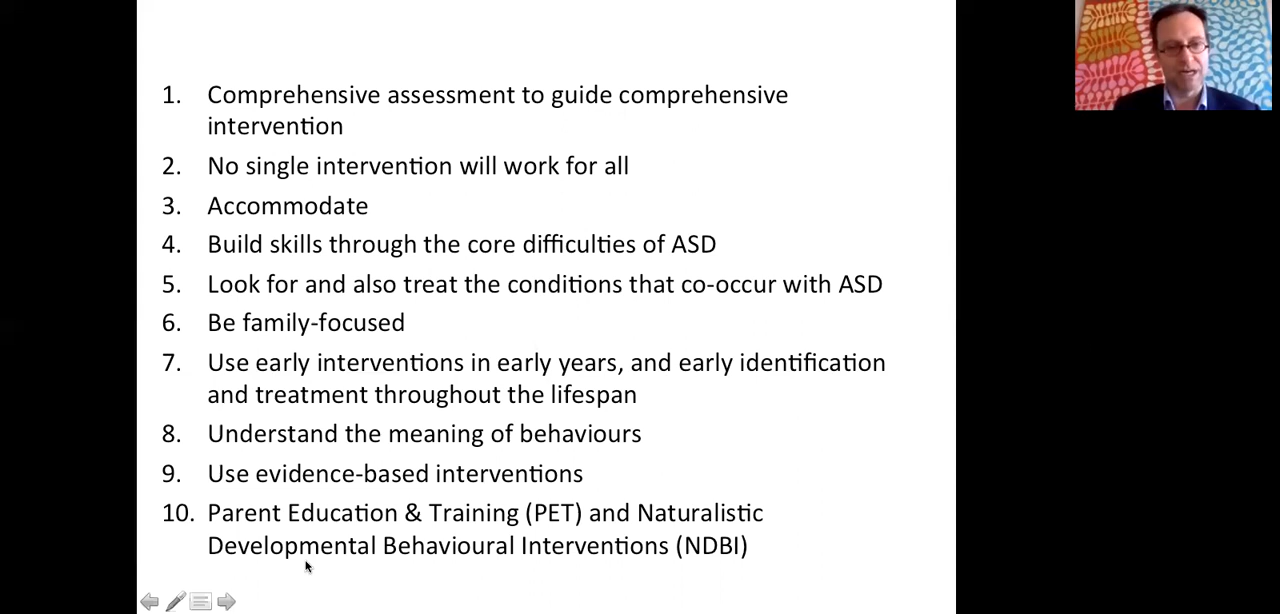 1. Comprehensive assessment to guide comprehensive
intervention
2. No single intervention will work for all
3. Accommodate
4. Build skills through the core difficulties of ASD
5. Look for and also treat the conditions that co-occur with ASD
6. Be family-focused
7. Use early interventions in early years, and early identification
and treatment throughout the lifespan
8. Understand the meaning of behaviours
9. Use evidence-based interventions
10. Parent Education & Training (PET) and Naturalistic
Developmental Behavioural Interventions (NDBI)